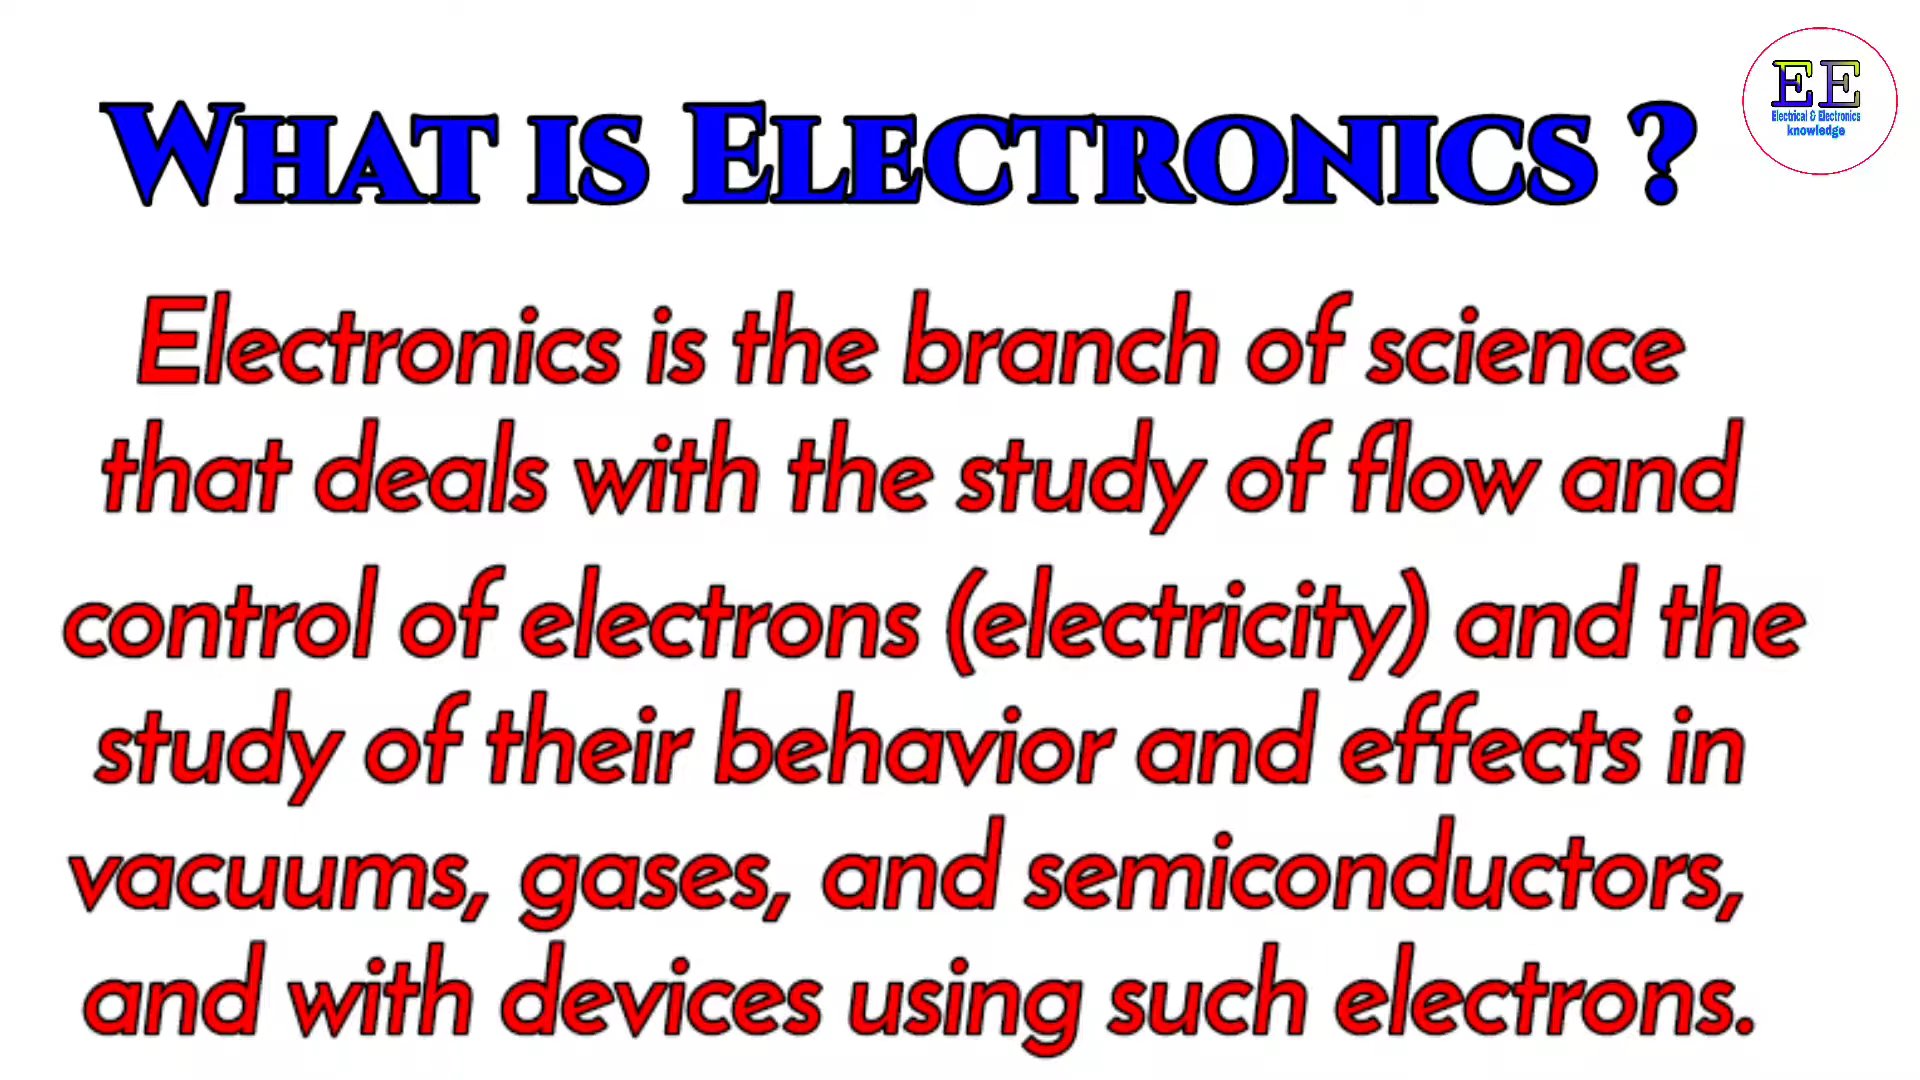 WHAT IS ELECTRONICS ?
EE
Electrical & Electronics
knowledge
Electronics is the branch of science
that deals with the study of flow and
control of electrons (electricity) and the
study of their behavior and effects in
vacuums, gases, and semiconductors,
and with devices using such electrons.